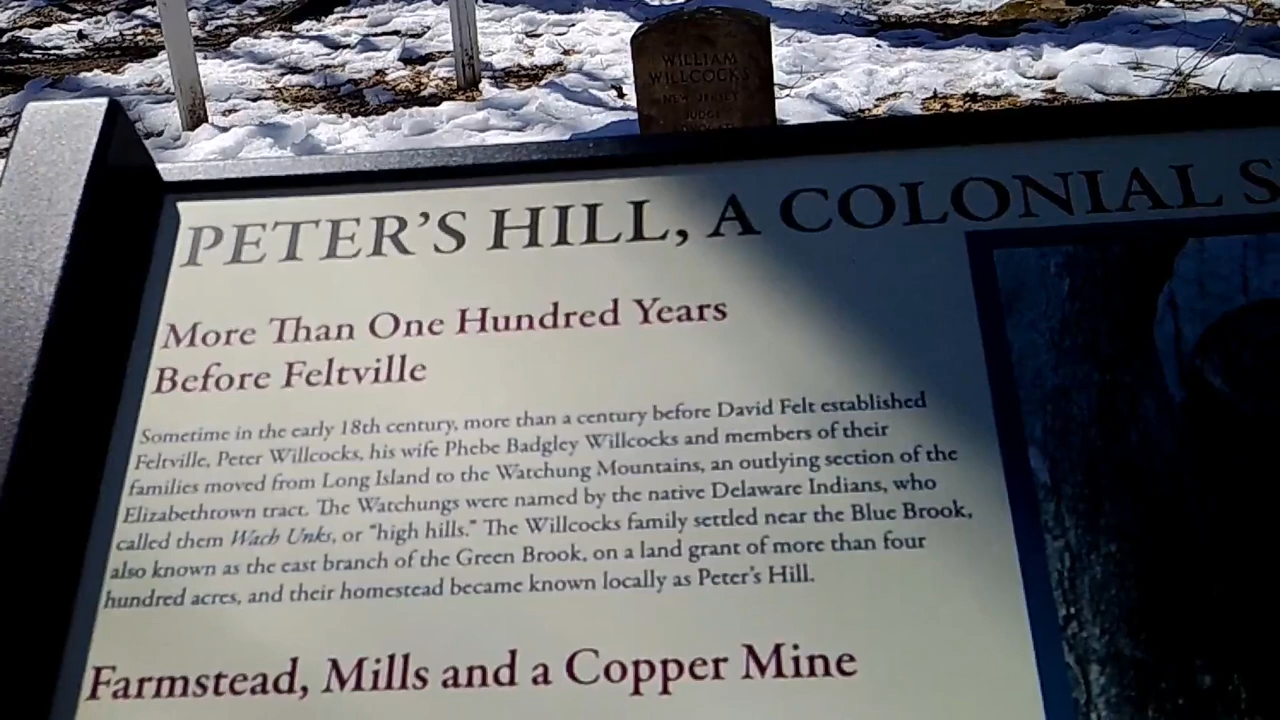 WILLIAM
WILLCOCKS
NEW JERSEY
JUDGE
PETER'S HILL, A COLONIAL S
More Than One Hundred Years
Before Feltville
Sometime in the early 18th century, more than a century before David Felt established
Feltville, Peter Willcocks, his wife Phebe Badgley Willcocks and members of their
families moved from Long Island to the Watchung Mountains, an outlying section of the
Elizabethtown tract. The Watchungs were named by the native Delaware Indians, who
called them Wach Unks, or "high hills." The Willcocks family settled near the Blue Brook,
also known as the east branch of the Green Brook, on a land grant of more than four
hundred acres, and their homestead became known locally as Peter's Hill.
Farmstead, Mills and a Copper Mine